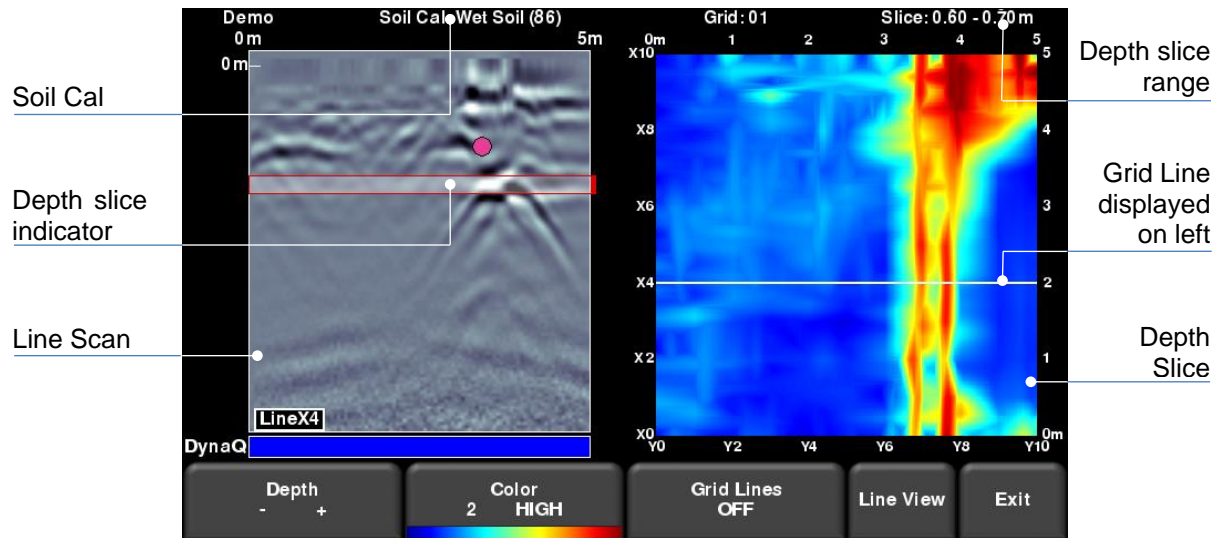 Demo
Soil Cal: Wet Soil (86)
Grid: 01
Slice: 0.60 - 0.70 m
0 m
5m
0m 1 2 3 4 5
0 m
X10
5
X8
4
X6
3
X4
2
X2
1
X0
0m
Y0 Y2 Y4 Y6 Y8 Y10
LineX4
DynaQ
Depth
- +
Color
2 HIGH
Grid Lines
OFF
Line View
Exit
Soil Cal
Depth slice
indicator
Line Scan
Depth slice
range
Grid Line
displayed
on left
Depth
Slice